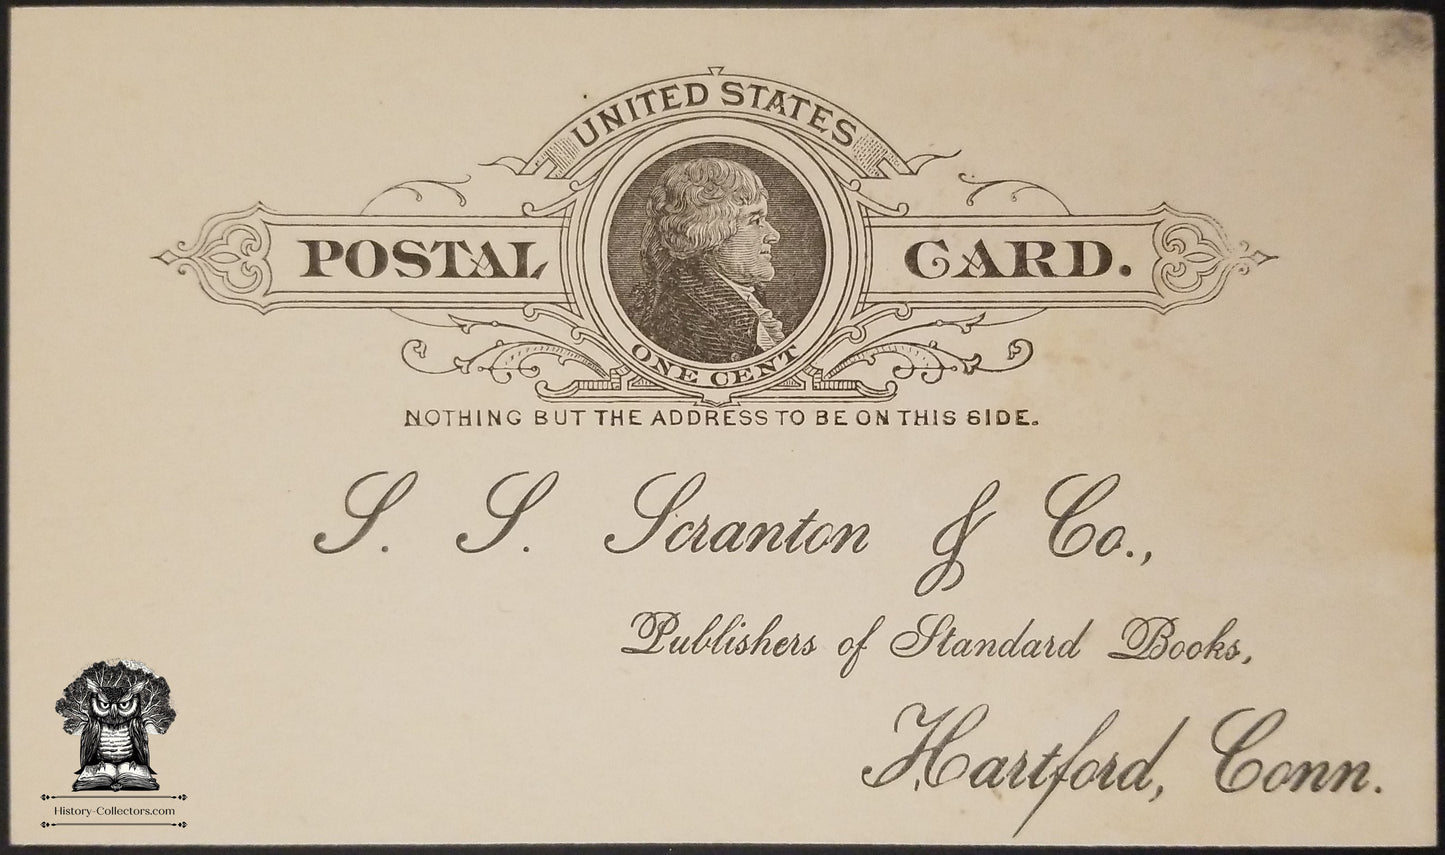 UNITED STATES
POSTAL CARD.
ONE CENT
NOTHING BUT THE ADDRESS TO BE ON THIS SIDE.
S. S. Scranton & Co.,
Publishers of Standard Books,
Hartford, Conn.
History-Collectors.com